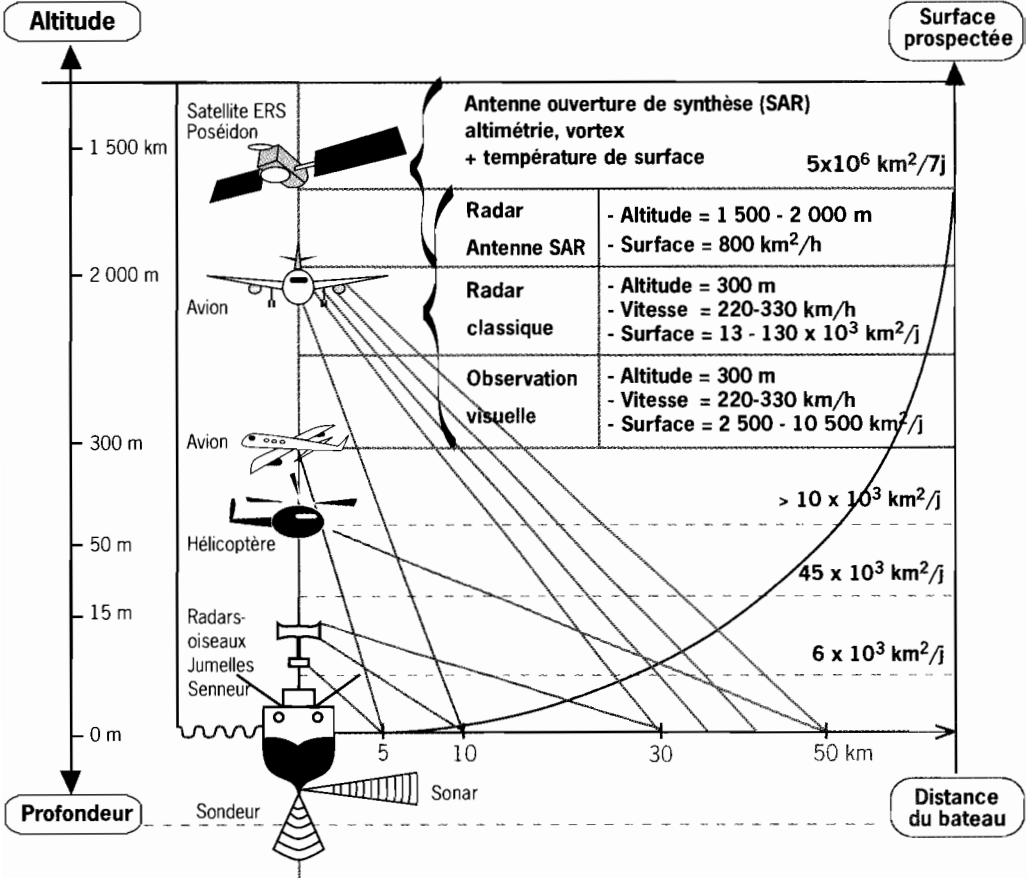 Altitude
Surface
prospectée
Satellite ERS
Poséidon
Antenne ouverture de synthèse (SAR)
altimétrie, vortex
+ température de surface
1 500 km
5x10⁶ km²/7j
Radar
Antenne SAR
- Altitude = 1 500 - 2 000 m
- Surface = 800 km²/h
2 000 m
Avion
Radar
classique
- Altitude = 300 m
- Vitesse = 220-330 km/h
- Surface = 13 - 130 x 10³ km²/j
Observation
visuelle
- Altitude = 300 m
- Vitesse = 220-330 km/h
- Surface = 2 500 - 10 500 km²/j
300 m
Avion
> 10 x 10³ km²/j
50 m
Hélicoptère
45 x 10³ km²/j
15 m
Radars-
oiseaux
Jumelles
Senneur
6 x 10³ km²/j
0 m
5
10
30
50 km
Profondeur
Sondeur
Sonar
Distance
du bateau